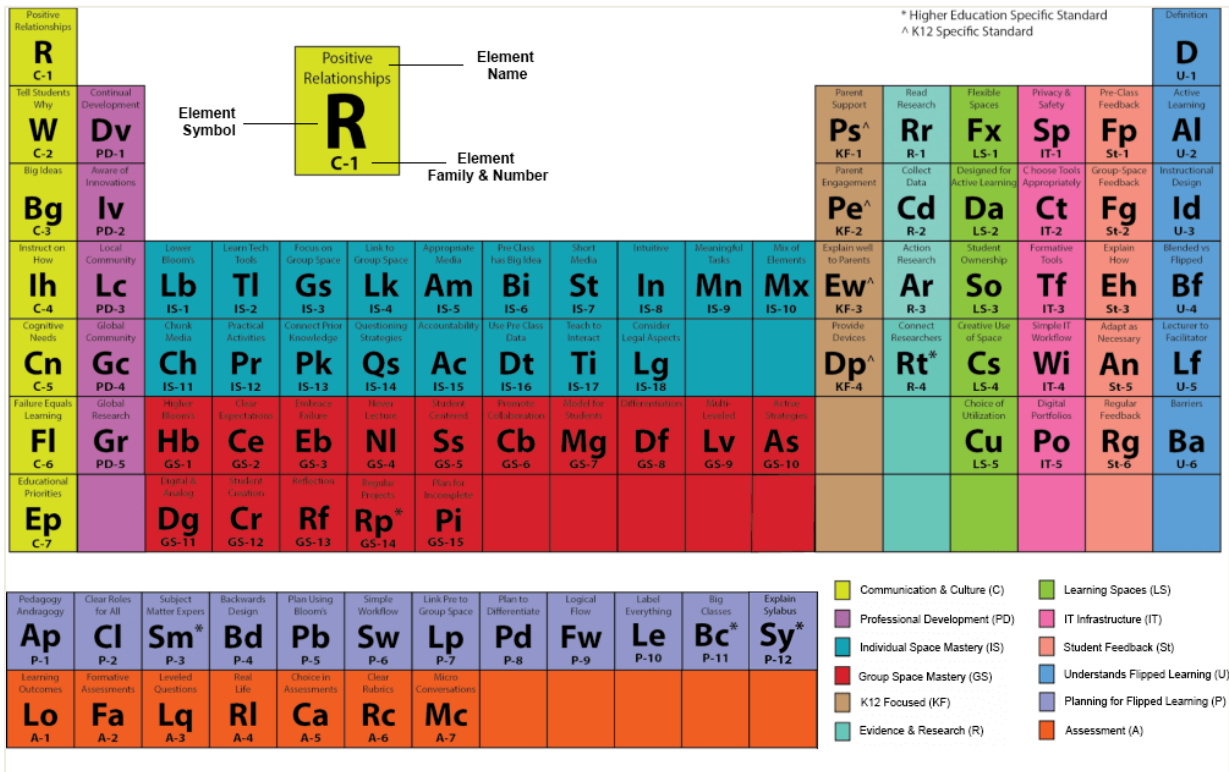 Positive
Relationships
R
C-1
Element
Symbol
Positive
Relationships
R
C-1
Element
Name
Element
Family & Number
* Higher Education Specific Standard
^ K12 Specific Standard
Definition
D
U-1
Tell Students
Why
W
C-2
Continual
Development
Dv
PD-1
Parent
Support
Ps^
KF-1
Read
Research
Rr
R-1
Flexible
Spaces
Fx
LS-1
Privacy &
Safety
Sp
IT-1
Pre-Class
Feedback
Fp
St-1
Active
Learning
Al
U-2
Big Ideas
Bg
C-3
Aware of
Innovations
Iv
PD-2
Parent
Engagement
Pe^
KF-2
Collect
Data
Cd
R-2
Designed for
Active Learning
Da
LS-2
C hoose Tools
Appropriately
Ct
IT-2
Group-Space
Feedback
Fg
St-2
Instructional
Design
Id
U-3
Instruct on
How
Ih
C-4
Local
Community
Lc
PD-3
Lower
Bloom's
Lb
IS-1
Learn Tech
Tools
Tl
IS-2
Focus on
Group Space
Gs
IS-3
Link to
Group Space
Lk
IS-4
Appropriate
Media
Am
IS-5
Pre Class
has Big Idea
Bi
IS-6
Short
Media
St
IS-7
Intuitive
In
IS-8
Meaningful
Tasks
Mn
IS-9
Mix of
Elements
Mx
IS-10
Explain well
to Parents
Ew^
KF-3
Action
Research
Ar
R-3
Student
Ownership
So
LS-3
Formative
Tools
Tf
IT-3
Explain
How
Eh
St-3
Blended vs
Flipped
Bf
U-4
Cognitive
Needs
Cn
C-5
Global
Community
Gc
PD-4
Chunk
Media
Ch
IS-11
Practical
Activities
Pr
IS-12
Connect Prior
Knowledge
Pk
IS-13
Questioning
Strategies
Qs
IS-14
Accountability
Ac
IS-15
Use Pre Class
Data
Dt
IS-16
Teach to
Interact
Ti
IS-17
Consider
Legal Aspects
Lg
IS-18
Provide
Devices
Dp^
KF-4
Connect
Researchers
Rt*
R-4
Creative Use
of Space
Cs
LS-4
Simple IT
Workflow
Wi
IT-4
Adapt as
Necessary
An
St-5
Lecturer to
Facilitator
Lf
U-5
Failure Equals
Learning
Fl
C-6
Global
Research
Gr
PD-5
Higher
Bloom's
Hb
GS-1
Clear
Expectations
Ce
GS-2
Embrace
Failure
Eb
GS-3
Never
Lecture
Nl
GS-4
Student
Centered
Ss
GS-5
Promote
Collaboration
Cb
GS-6
Model for
Students
Mg
GS-7
Differentiation
Df
GS-8
Multi-
Leveled
Lv
GS-9
Active
Strategies
As
GS-10
Choice of
Utilization
Cu
LS-5
Digital
Portfolios
Po
IT-5
Regular
Feedback
Rg
St-6
Barriers
Ba
U-6
Educational
Priorities
Ep
C-7
Digital &
Analog
Dg
GS-11
Student
Creation
Cr
GS-12
Reflection
Rf
GS-13
Regular
Projects
Rp*
GS-14
Plan for
Incomplete
Pi
GS-15
Pedagogy
Andragogy
Ap
P-1
Clear Roles
for All
Cl
P-2
Subject
Matter Expers
Sm*
P-3
Backwards
Design
Bd
P-4
Plan Using
Bloom's
Pb
P-5
Simple
Workflow
Sw
P-6
Link Pre to
Group Space
Lp
P-7
Plan to
Differentiate
Pd
P-8
Logical
Flow
Fw
P-9
Label
Everything
Le
P-10
Big
Classes
Bc*
P-11
Explain
Sylabus
Sy*
P-12
Learning
Outcomes
Lo
A-1
Formative
Assessments
Fa
A-2
Leveled
Questions
Lq
A-3
Real
Life
Rl
A-4
Choice in
Assessments
Ca
A-5
Clear
Rubrics
Rc
A-6
Micro
Conversations
Mc
A-7
Communication & Culture (C)
Professional Development (PD)
Individual Space Mastery (IS)
Group Space Mastery (GS)
K12 Focused (KF)
Evidence & Research (R)
Learning Spaces (LS)
IT Infrastructure (IT)
Student Feedback (St)
Understands Flipped Learning (U)
Planning for Flipped Learning (P)
Assessment (A)